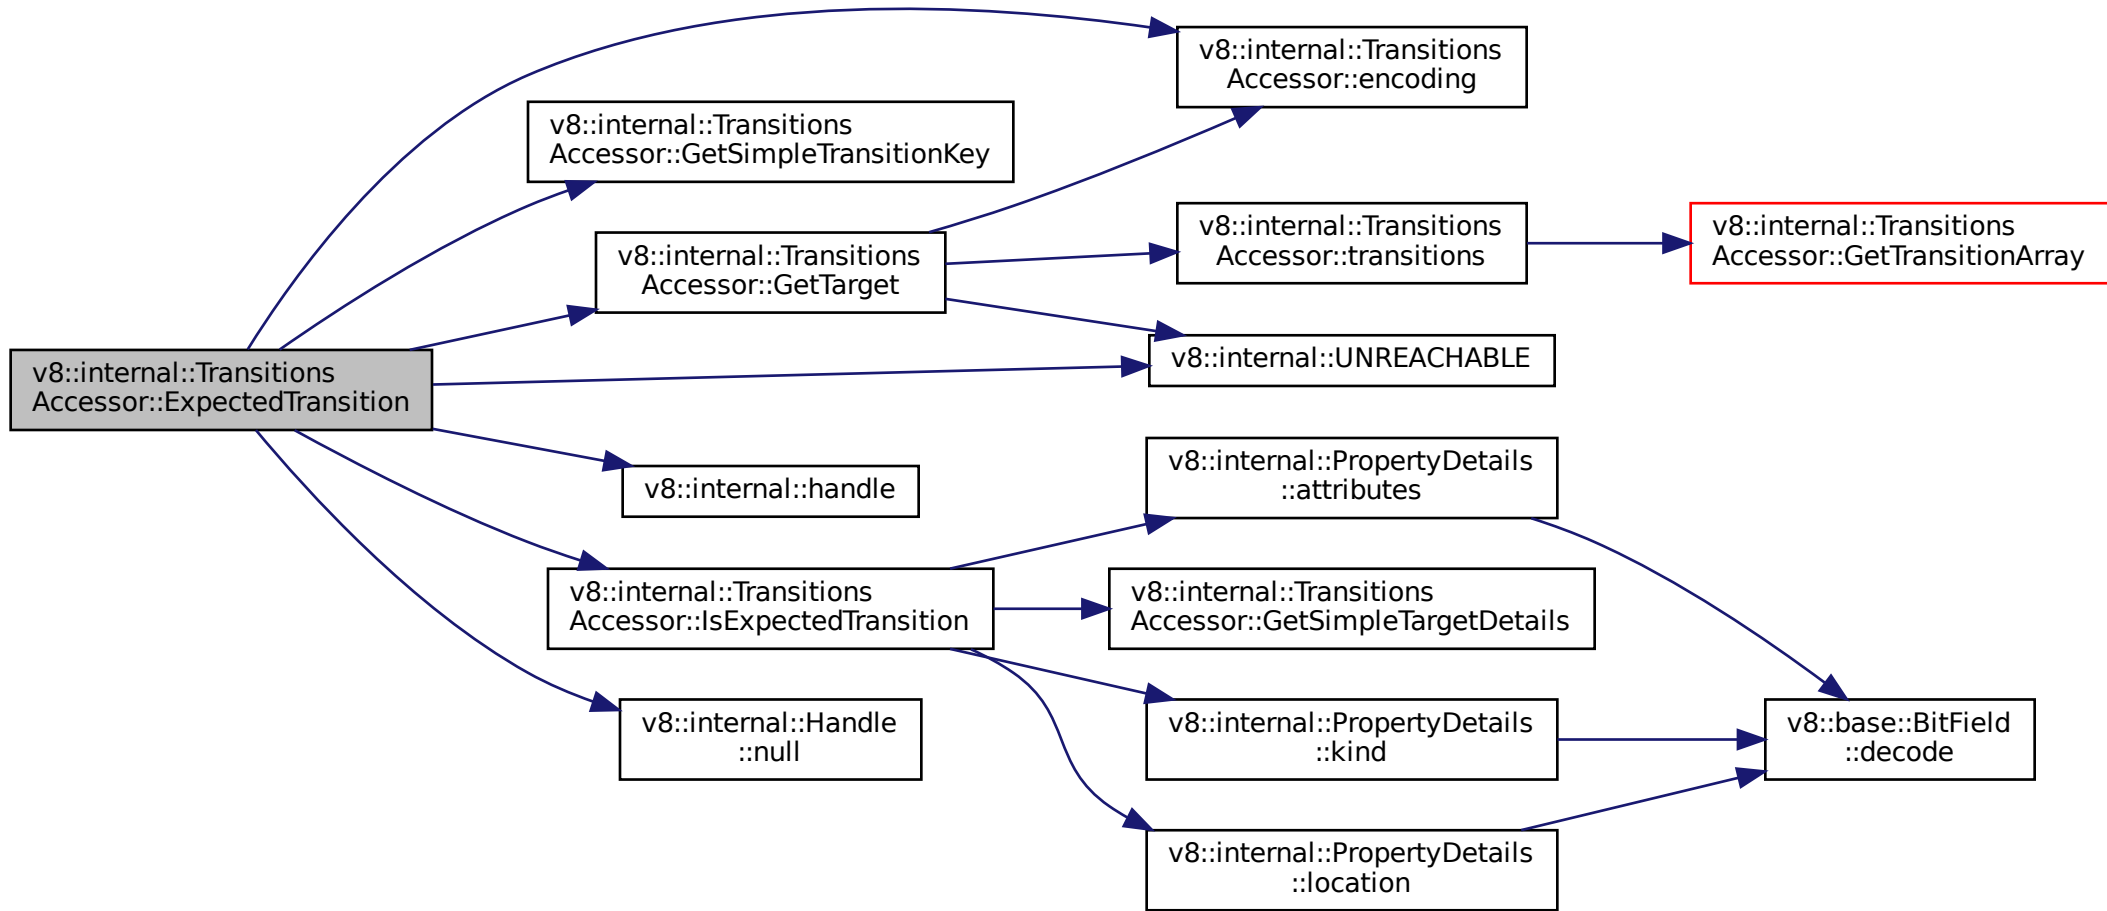 v8::internal::Transitions
Accessor::ExpectedTransition
v8::internal::Transitions
Accessor::encoding
v8::internal::Transitions
Accessor::GetSimpleTransitionKey
v8::internal::Transitions
Accessor::GetTarget
v8::internal::Transitions
Accessor::transitions
v8::internal::Transitions
Accessor::GetTransitionArray
v8::internal::UNREACHABLE
v8::internal::handle
v8::internal::Transitions
Accessor::IsExpectedTransition
v8::internal::PropertyDetails
::attributes
v8::internal::Transitions
Accessor::GetSimpleTargetDetails
v8::internal::Handle
::null
v8::internal::PropertyDetails
::kind
v8::base::BitField
::decode
v8::internal::PropertyDetails
::location